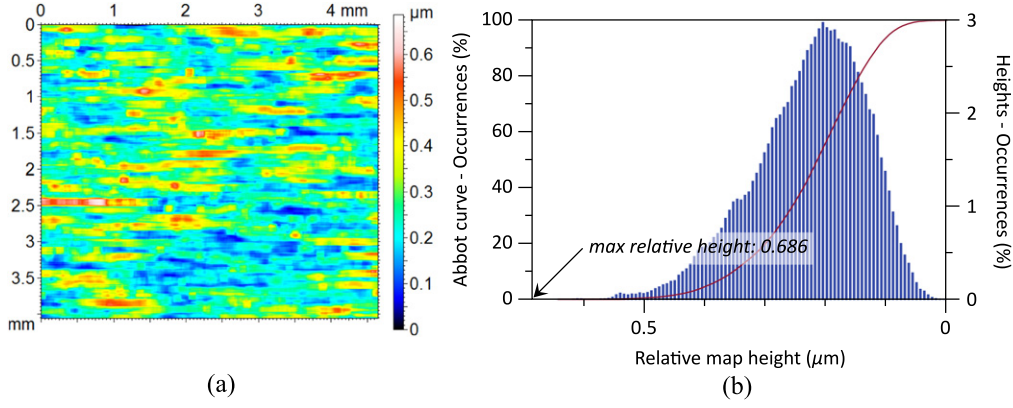 0 1 2 3 4 mm
µm
0
0.5
1
1.5
2
2.5
3
3.5
mm
0.6
0.5
0.4
0.3
0.2
0.1
0
(a)
Abbot curve - Occurrences (%)
100
80
60
40
20
0
max relative height: 0.686
3
2
1
0
Heights - Occurrences (%)
0.5 0
Relative map height (µm)
(b)